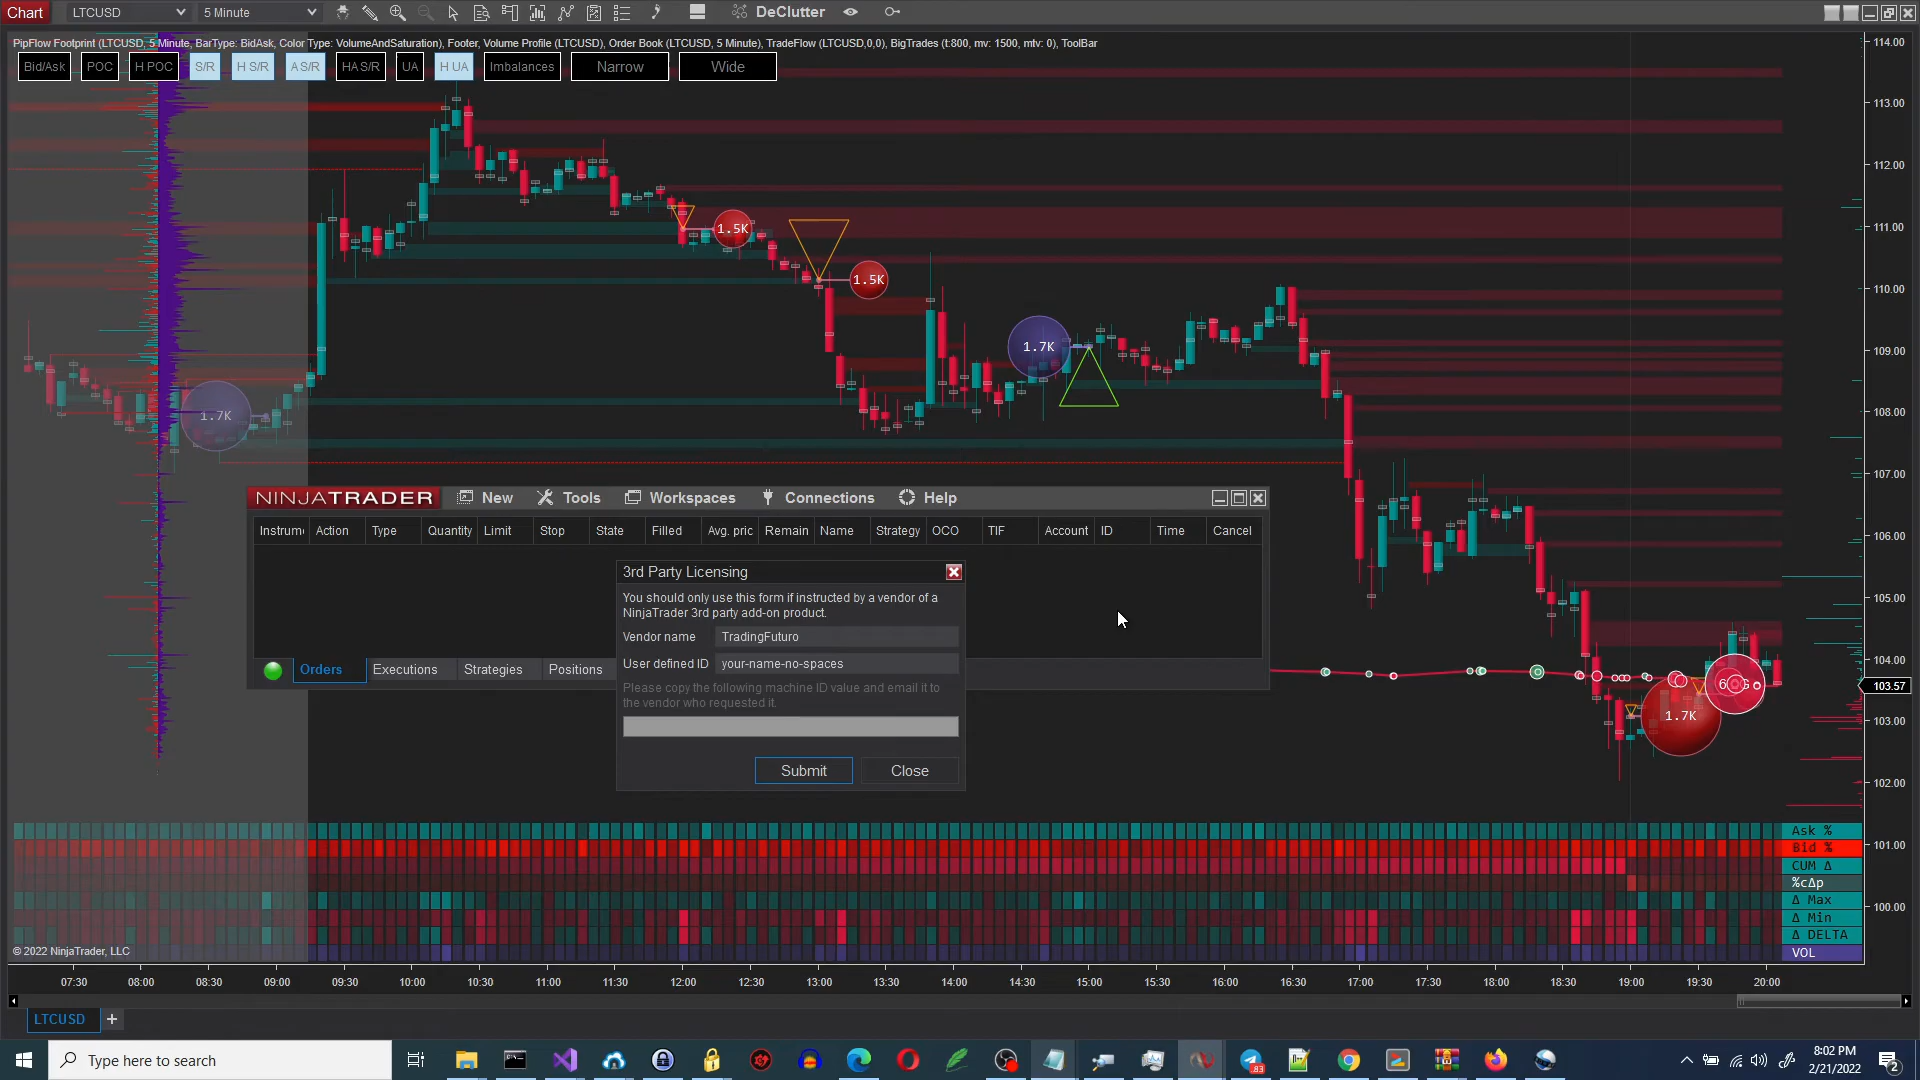 Chart LTCUSD 5 Minute DeClutter
PipFlow Footprint (LTCUSD, 5 Minute, BarType: BidAsk, Color Type: VolumeAndSaturation), Footer, Volume Profile (LTCUSD), Order Book (LTCUSD, 5 Minute), TradeFlow (LTCUSD,0,0), BigTrades (t:800, mv: 1500, mtv: 0), ToolBar
Bid/Ask POC H POC S/R H S/R A S/R HA S/R UA H UA Imbalances Narrow Wide
114.00
113.00
112.00
111.00
110.00
109.00
108.00
107.00
106.00
105.00
104.00
103.57
103.00
102.00
101.00
100.00
1.5K
1.5K
1.7K
1.7K
1.7K
NINJATRADER New Tools Workspaces Connections Help
Instrum Action Type Quantity Limit Stop State Filled Avg. pric Remain Name Strategy OCO TIF Account ID Time Cancel
3rd Party Licensing
You should only use this form if instructed by a vendor of a
NinjaTrader 3rd party add-on product.
Vendor name TradingFuturo
User defined ID your-name-no-spaces
Please copy the following machine ID value and email it to
the vendor who requested it.
Submit Close
Orders Executions Strategies Positions
Ask %
Bid %
CUM Δ
%cΔp
Δ Max
Δ Min
Δ DELTA
VOL
© 2022 NinjaTrader, LLC
07:30 08:00 08:30 09:00 09:30 10:00 10:30 11:00 11:30 12:00 12:30 13:00 13:30 14:00 14:30 15:00 15:30 16:00 16:30 17:00 17:30 18:00 18:30 19:00 19:30 20:00
LTCUSD +
Type here to search
83
8:02 PM
2/21/2022
2